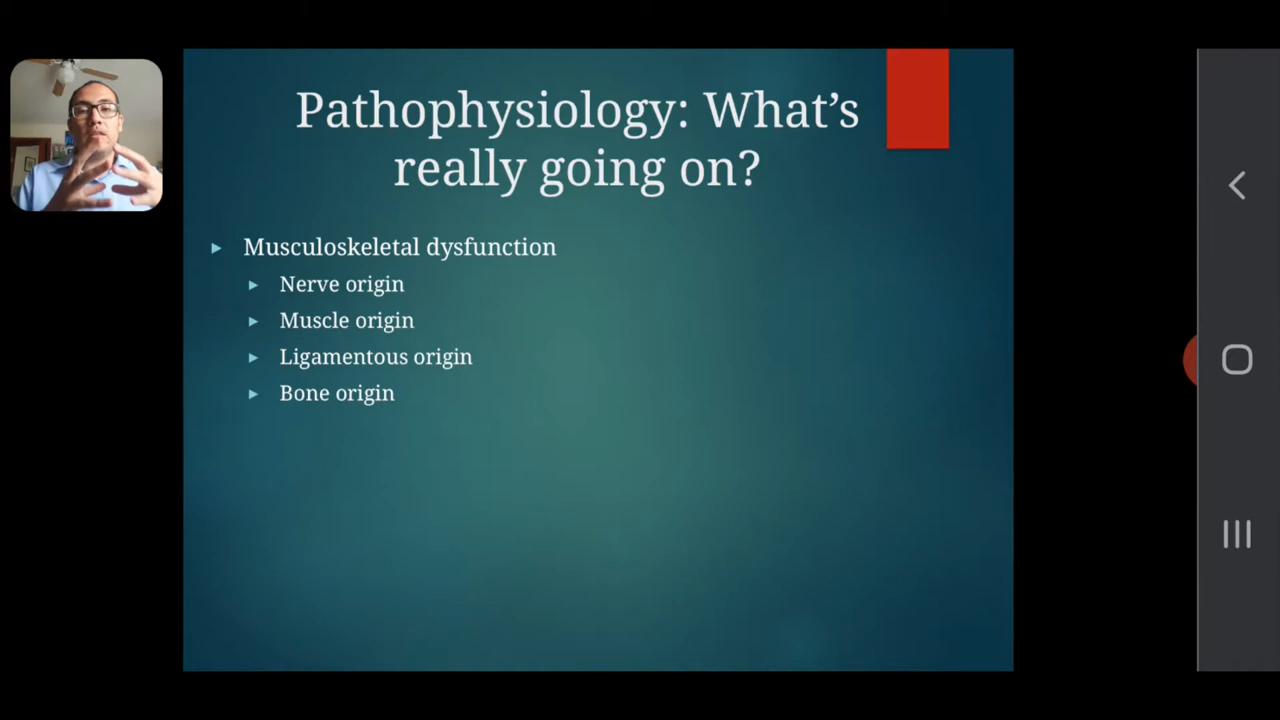 Pathophysiology: What’s
really going on?
Musculoskeletal dysfunction
Nerve origin
Muscle origin
Ligamentous origin
Bone origin